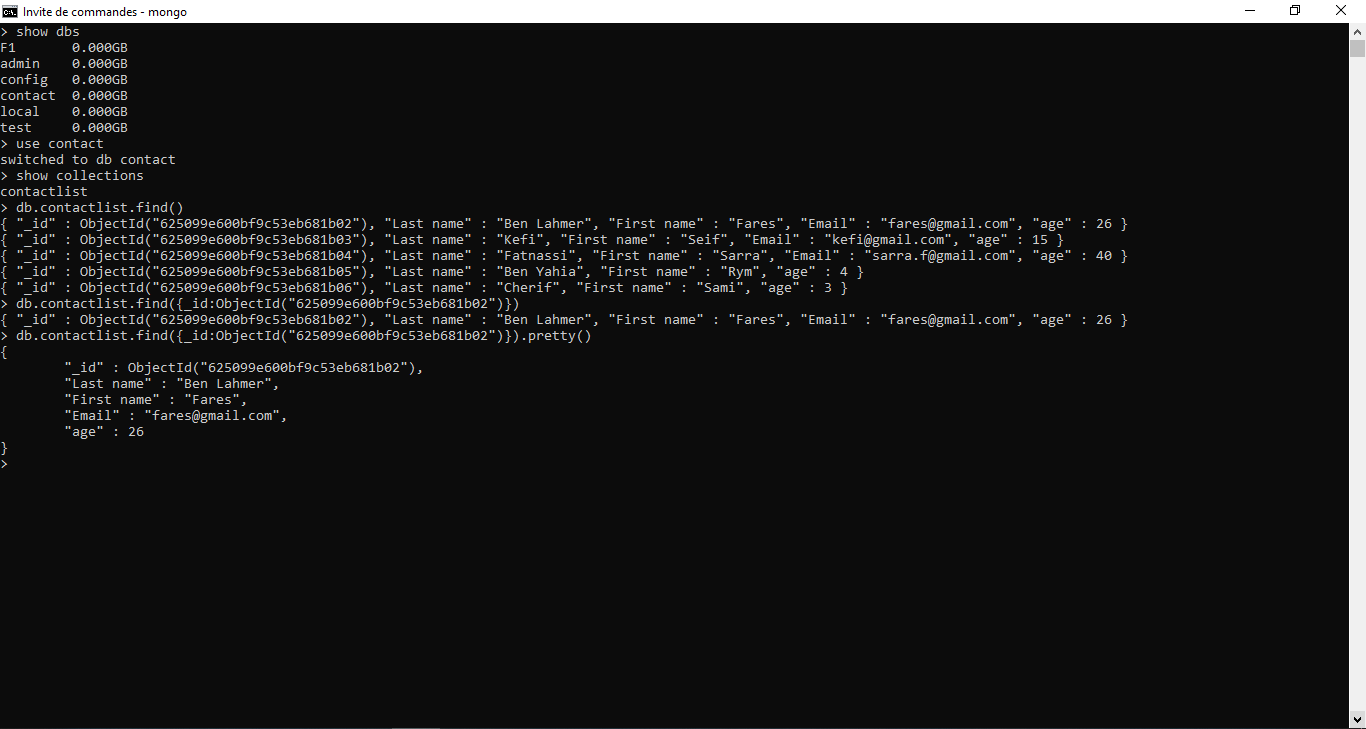 Invite de commandes - mongo
> show dbs
F1       0.000GB
admin    0.000GB
config   0.000GB
contact  0.000GB
local    0.000GB
test     0.000GB
> use contact
switched to db contact
> show collections
contactlist
> db.contactlist.find()
{ "_id" : ObjectId("625099e600bf9c53eb681b02"), "Last name" : "Ben Lahmer", "First name" : "Fares", "Email" : "fares@gmail.com", "age" : 26 }
{ "_id" : ObjectId("625099e600bf9c53eb681b03"), "Last name" : "Kefi", "First name" : "Seif", "Email" : "kefi@gmail.com", "age" : 15 }
{ "_id" : ObjectId("625099e600bf9c53eb681b04"), "Last name" : "Fatnassi", "First name" : "Sarra", "Email" : "sarra.f@gmail.com", "age" : 40 }
{ "_id" : ObjectId("625099e600bf9c53eb681b05"), "Last name" : "Ben Yahia", "First name" : "Rym", "age" : 4 }
{ "_id" : ObjectId("625099e600bf9c53eb681b06"), "Last name" : "Cherif", "First name" : "Sami", "age" : 3 }
> db.contactlist.find({_id:ObjectId("625099e600bf9c53eb681b02")})
{ "_id" : ObjectId("625099e600bf9c53eb681b02"), "Last name" : "Ben Lahmer", "First name" : "Fares", "Email" : "fares@gmail.com", "age" : 26 }
> db.contactlist.find({_id:ObjectId("625099e600bf9c53eb681b02")}).pretty()
{
        "_id" : ObjectId("625099e600bf9c53eb681b02"),
        "Last name" : "Ben Lahmer",
        "First name" : "Fares",
        "Email" : "fares@gmail.com",
        "age" : 26
}
>